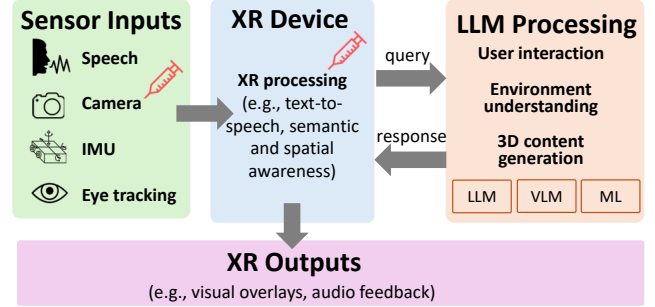 Sensor Inputs
Speech
Camera
IMU
Eye tracking
XR Device
XR processing
(e.g., text-to-
speech, semantic
and spatial
awareness)
query
response
LLM Processing
User interaction
Environment
understanding
3D content
generation
LLM
VLM
ML
XR Outputs
(e.g., visual overlays, audio feedback)